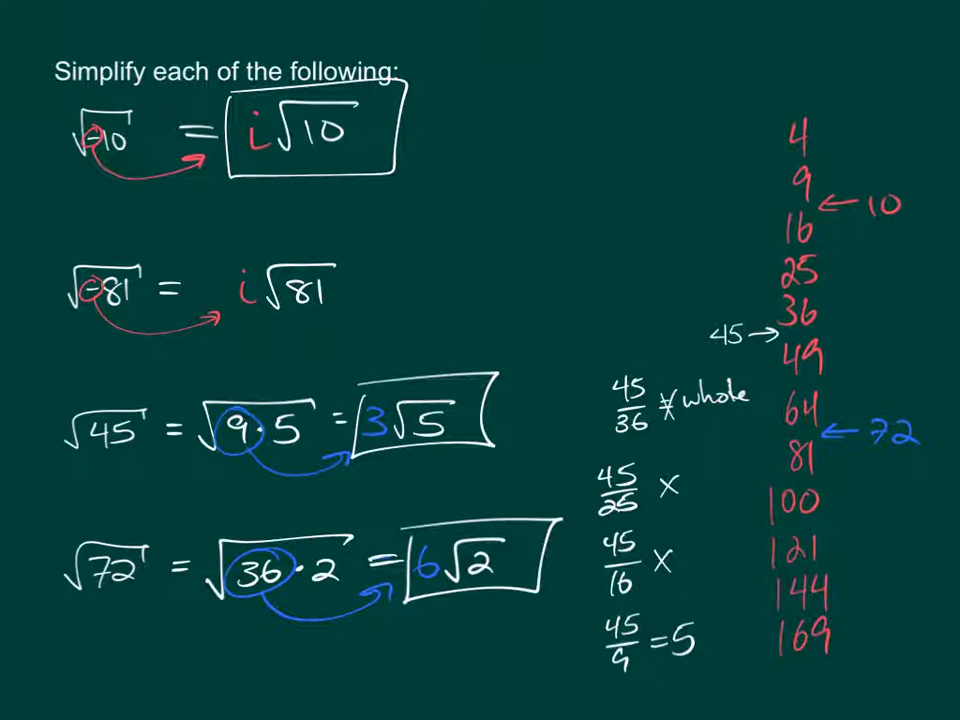 Simplify each of the following:
√-10 = i√10
√-81 = i√81
√45 = √9·5 = 3√5
√72 = √36·2 = 6√2
45/36 ≠ whole
45/25 X
45/16 X
45/9 = 5
4
9
← 10
16
25
36
45 →
49
64
← 72
81
100
121
144
169